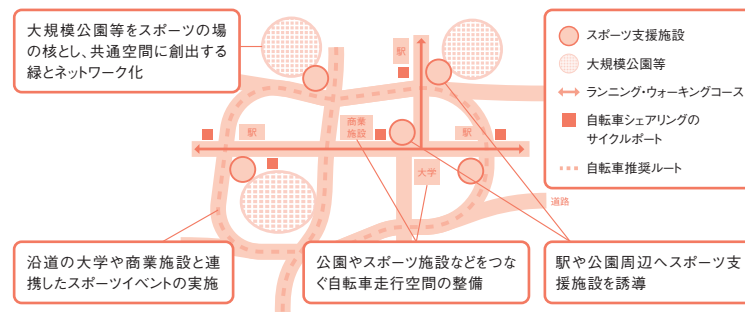 大規模公園等をスポーツの場
の核とし、共通空間に創出する
緑とネットワーク化
駅
スポーツ支援施設
大規模公園等
ランニング・ウォーキングコース
自転車シェアリングの
サイクルポート
自転車推奨ルート
駅
商業
施設
駅
大学
道路
沿道の大学や商業施設と連
携したスポーツイベントの実施
公園やスポーツ施設などをつな
ぐ自転車走行空間の整備
駅や公園周辺へスポーツ支
援施設を誘導